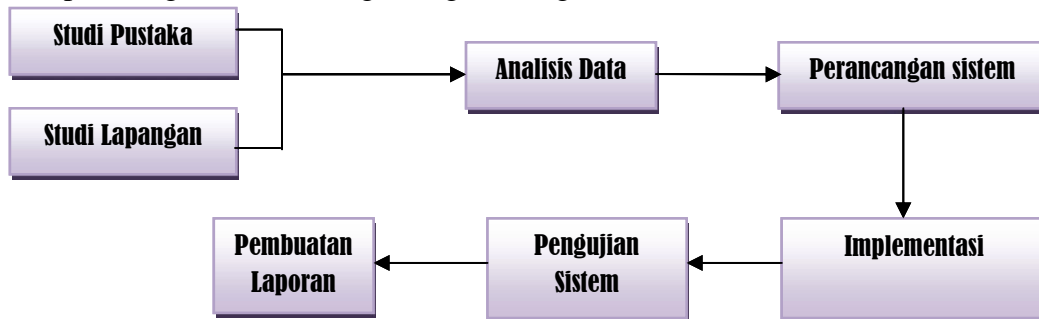 Studi Pustaka
Studi Lapangan
Analisis Data
Perancangan sistem
Implementasi
Pengujian
Sistem
Pembuatan
Laporan